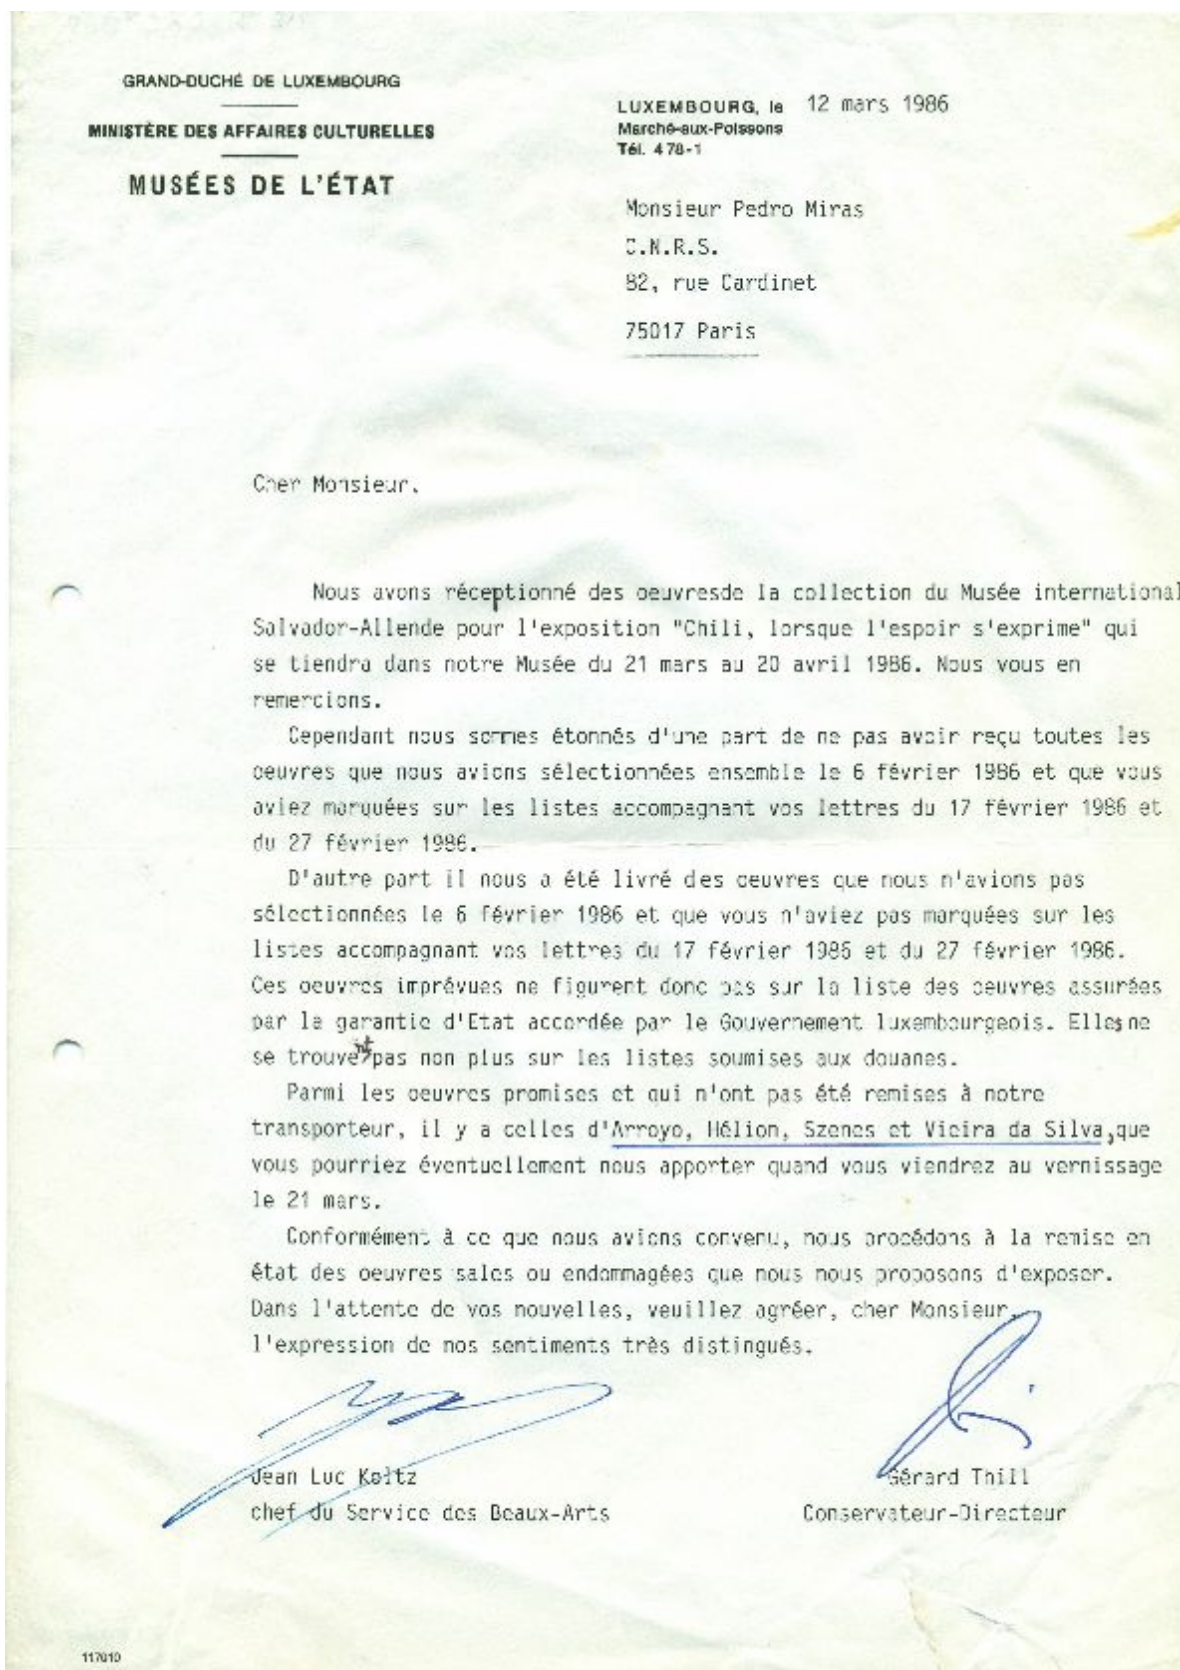 GRAND-DUCHÉ DE LUXEMBOURG
MINISTÈRE DES AFFAIRES CULTURELLES
MUSÉES DE L'ÉTAT
LUXEMBOURG, le 12 mars 1986
Marché-aux-Poissons
Tél. 478-1
Monsieur Pedro Miras
C.N.R.S.
82, rue Cardinet
75017 Paris
Cher Monsieur,
Nous avons réceptionné des oeuvresde la collection du Musée international
Salvador-Allende pour l'exposition "Chili, lorsque l'espoir s'exprime" qui
se tiendra dans notre Musée du 21 mars au 20 avril 1986. Nous vous en
remercions.
Cependant nous sommes étonnés d'une part de ne pas avoir reçu toutes les
oeuvres que nous avions sélectionnées ensemble le 6 février 1986 et que vous
aviez marquées sur les listes accompagnant vos lettres du 17 février 1986 et
du 27 février 1986.
D'autre part il nous a été livré des oeuvres que nous n'avions pas
sélectionnées le 6 février 1986 et que vous n'aviez pas marquées sur les
listes accompagnant vos lettres du 17 février 1986 et du 27 février 1986.
Ces oeuvres imprévues ne figurent donc pas sur la liste des oeuvres assurées
par la garantie d'Etat accordée par le Gouvernement luxembourgeois. Elles ne
se trouvent pas non plus sur les listes soumises aux douanes.
Parmi les oeuvres promises et qui n'ont pas été remises à notre
transporteur, il y a celles d'Arroyo, Hélion, Szenes et Vieira da Silva, que
vous pourriez éventuellement nous apporter quand vous viendrez au vernissage
le 21 mars.
Conformément à ce que nous avions convenu, nous procédons à la remise en
état des oeuvres sales ou endommagées que nous nous proposons d'exposer.
Dans l'attente de vos nouvelles, veuillez agréer, cher Monsieur,
l'expression de nos sentiments très distingués.
Jean Luc Koltz
chef du Service des Beaux-Arts
Gérard Thill
Conservateur-Directeur
117010